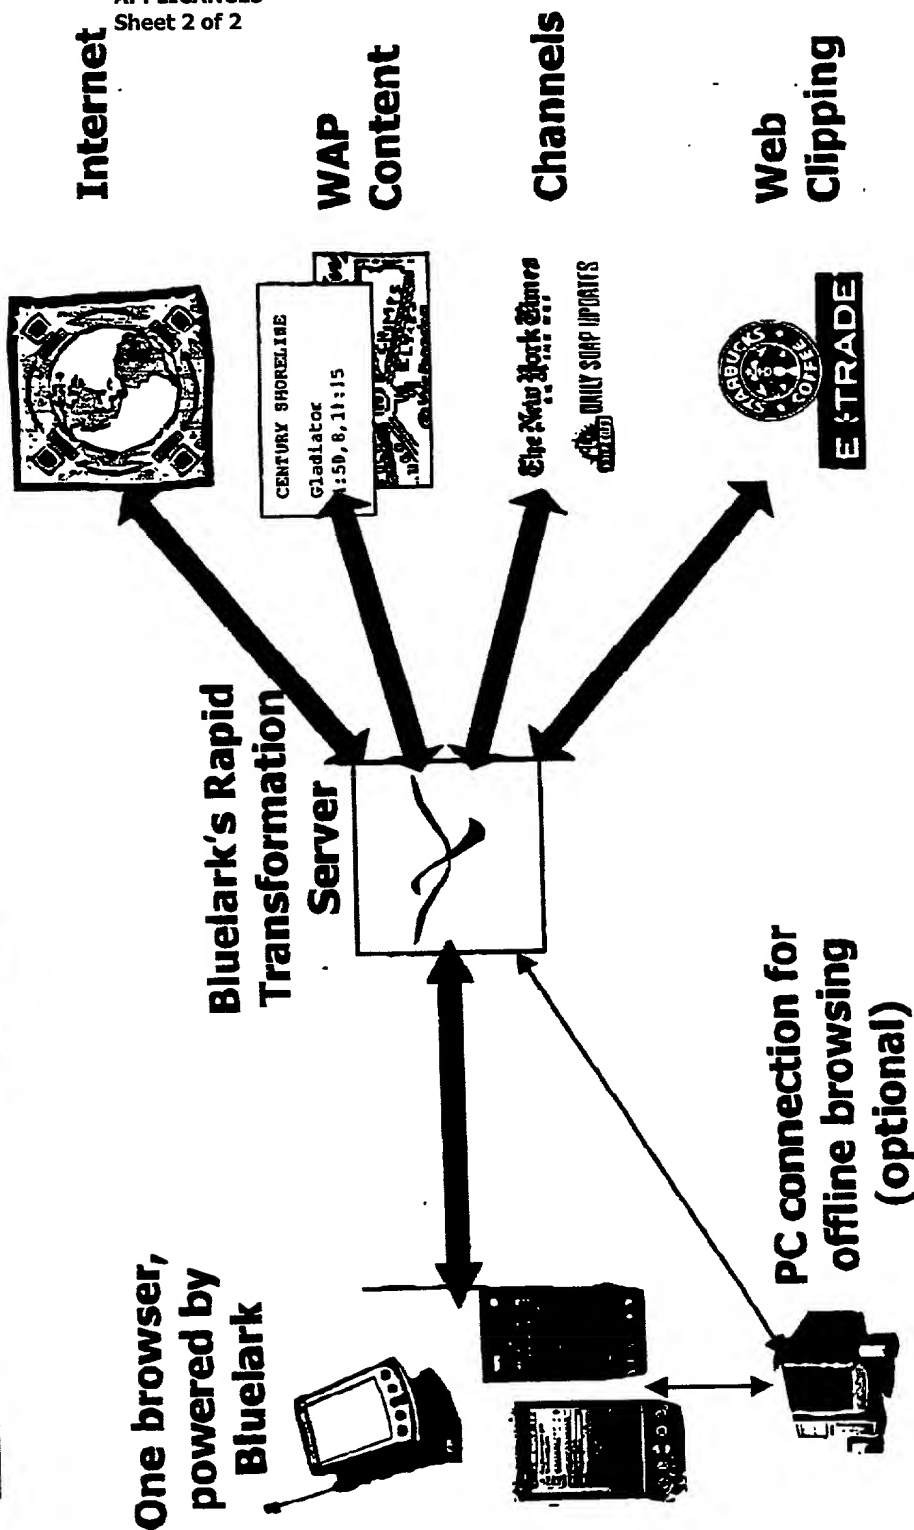 Sheet 2 of 2
Internet
WAP
Content
Channels
Web
Clipping
CENTURY SHORELINE
Gladiator
The New York Times
DAILY SOAP UPDATES
STARBUCKS
COFFEE
E*TRADE
Bluelark's Rapid
Transformation
Server
One browser,
powered by
Bluelark
PC connection for
offline browsing
(optional)